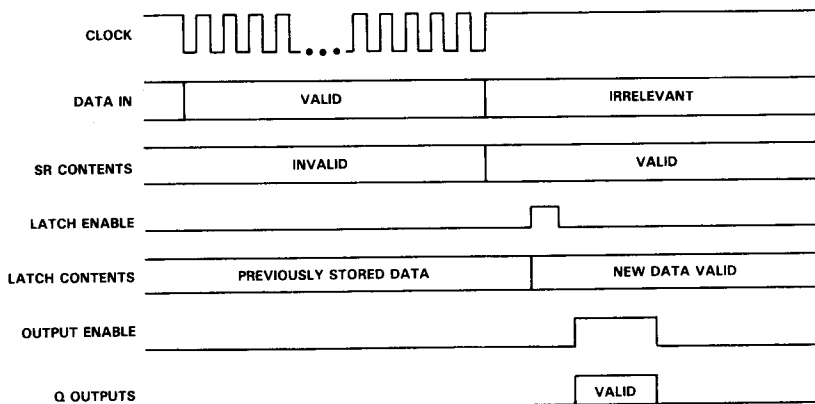 CLOCK
DATA IN VALID IRRELEVANT
SR CONTENTS INVALID VALID
LATCH ENABLE
LATCH CONTENTS PREVIOUSLY STORED DATA NEW DATA VALID
OUTPUT ENABLE
Q OUTPUTS VALID